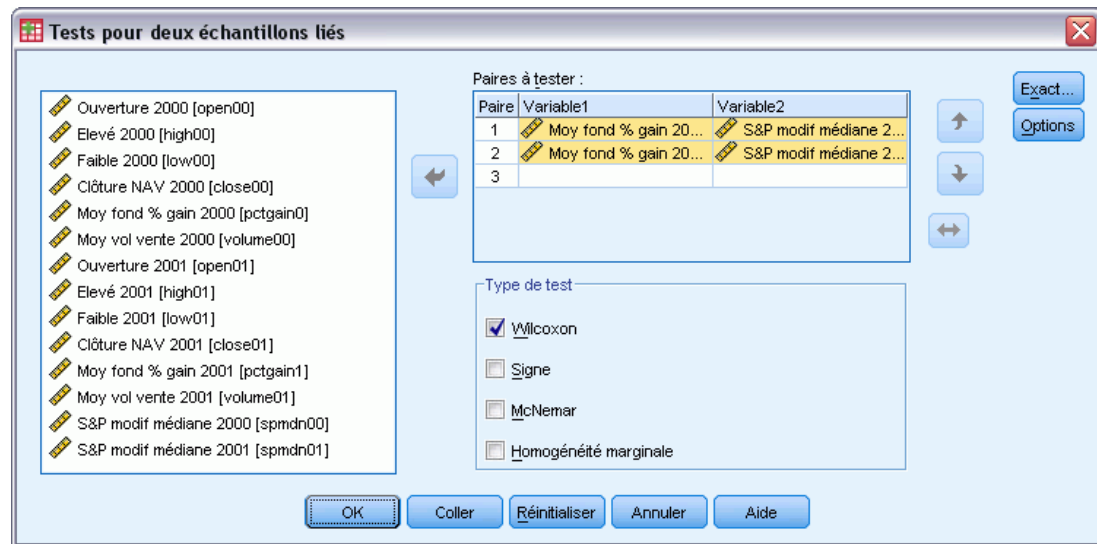 Tests pour deux échantillons liés
Ouverture 2000 [open00]
Elevé 2000 [high00]
Faible 2000 [low00]
Clôture NAV 2000 [close00]
Moy fond % gain 2000 [pctgain0]
Moy vol vente 2000 [volume00]
Ouverture 2001 [open01]
Elevé 2001 [high01]
Faible 2001 [low01]
Clôture NAV 2001 [close01]
Moy fond % gain 2001 [pctgain1]
Moy vol vente 2001 [volume01]
S&P modif médiane 2000 [spmdn00]
S&P modif médiane 2001 [spmdn01]
Paires à tester :
Paire Variable1 Variable2
1 Moy fond % gain 20... S&P modif médiane 2...
2 Moy fond % gain 20... S&P modif médiane 2...
3
Exact...
Options
Type de test
Wilcoxon
Signe
McNemar
Homogénéité marginale
OK Coller Réinitialiser Annuler Aide